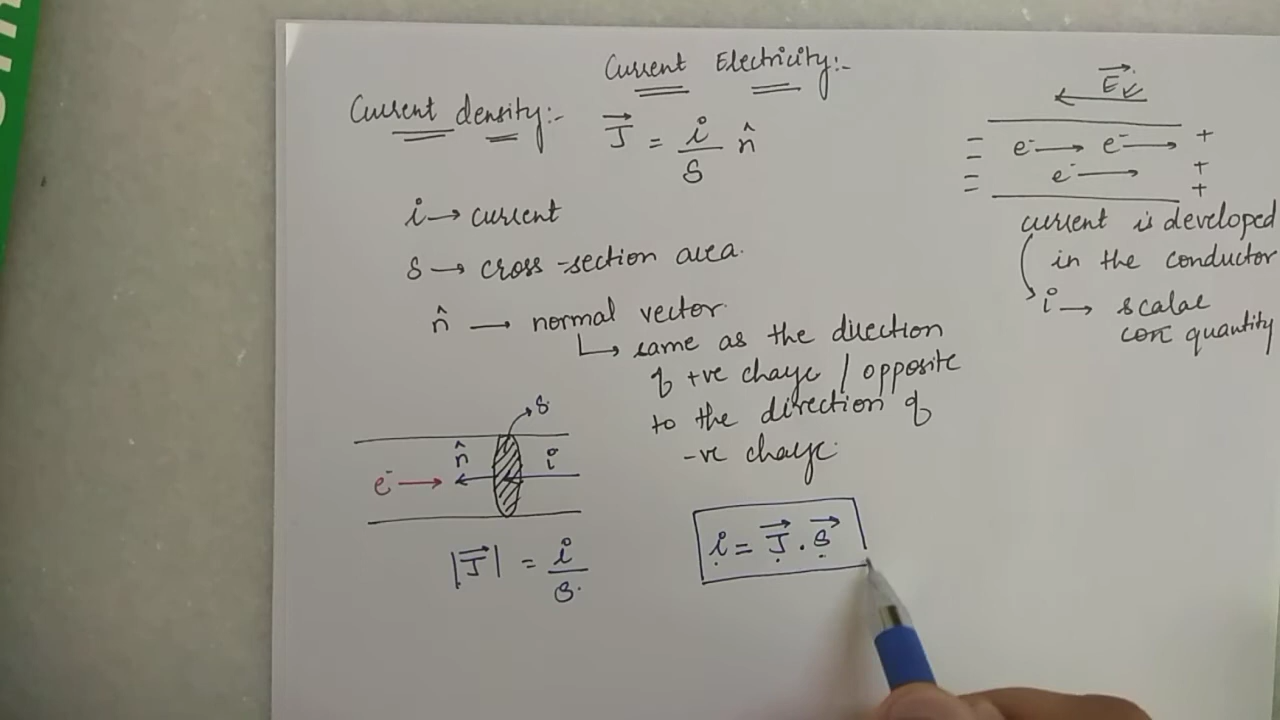 Current Electricity:-
Current density:- J⃗ = i/s n̂
i → current
s → cross-section area.
n̂ → normal vector.
↳ same as the direction
of +ve charge / opposite
to the direction of
-ve charge.
s.
n̂ i
e⁻ →
|J⃗| = i/s.
i = J⃗ . s⃗
E⃗
e⁻ → e⁻ → +
e⁻ → +
+
current is developed
in the conductor
i → scalar
quantity